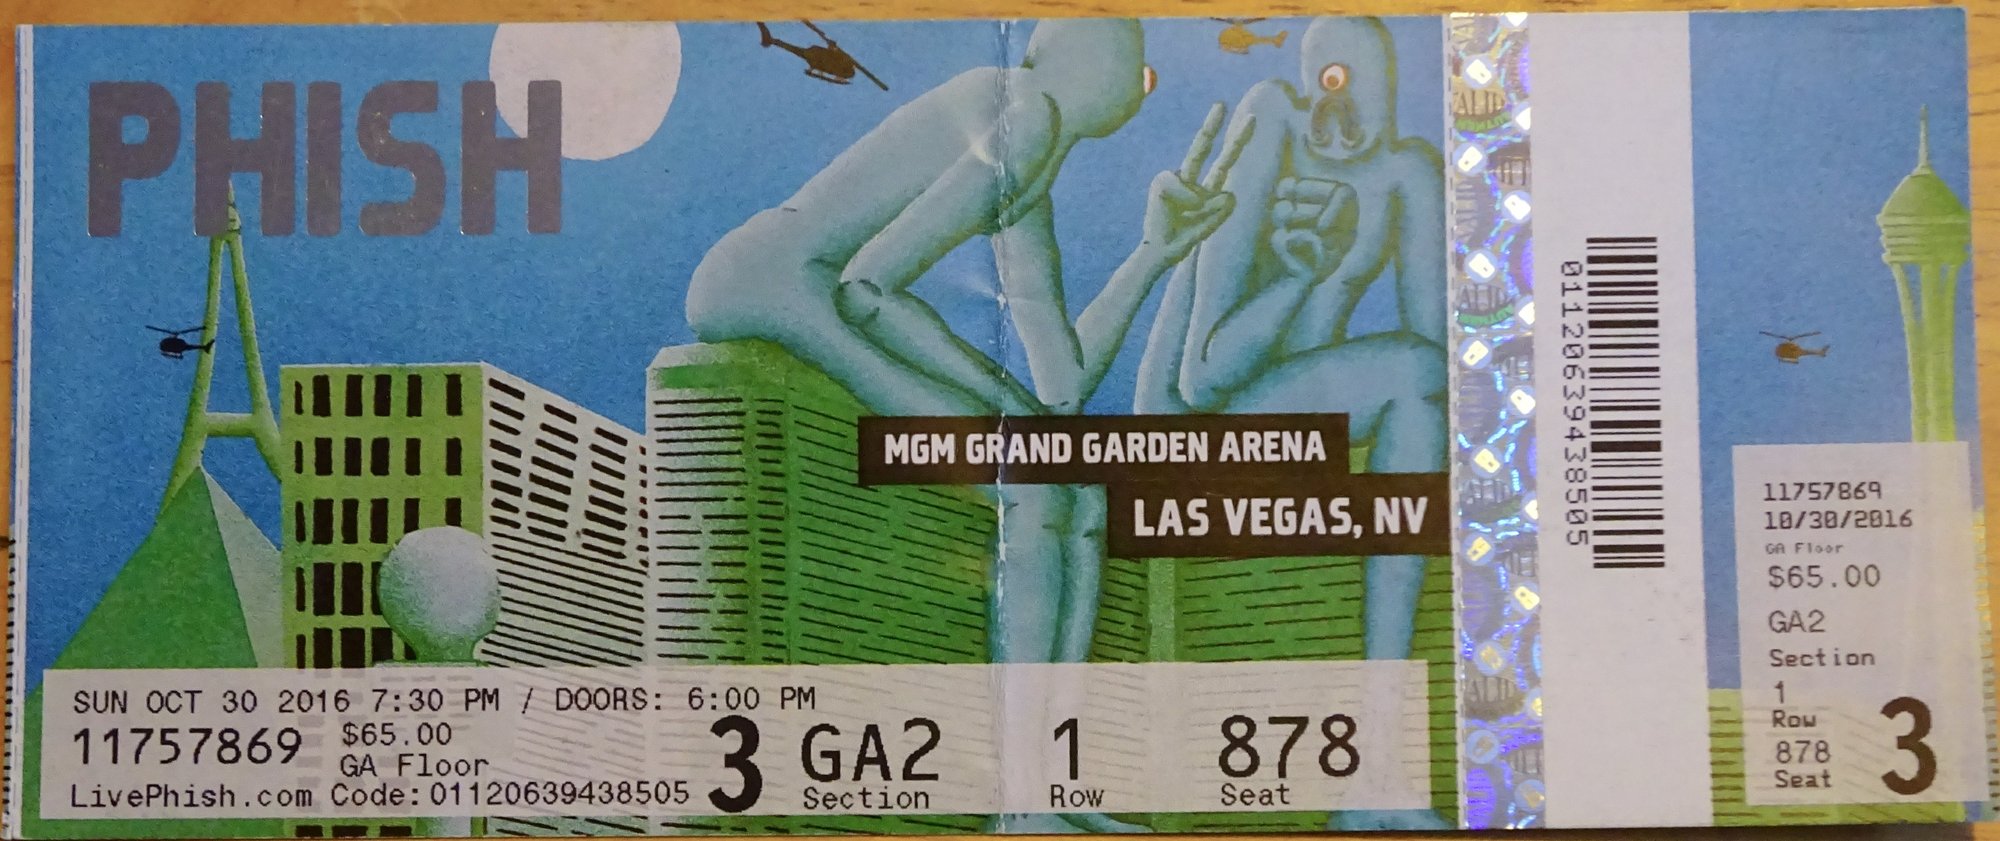 PHISH
MGM GRAND GARDEN ARENA
LAS VEGAS, NV
SUN OCT 30 2016 7:30 PM / DOORS: 6:00 PM
11757869 $65.00
GA Floor
LivePhish.com Code:01120639438505
3 GA2 1 878
Section Row Seat
VALID
01120639438505
11757869
10/30/2016
GA Floor
$65.00
GA2
Section
1
Row
878
Seat
3